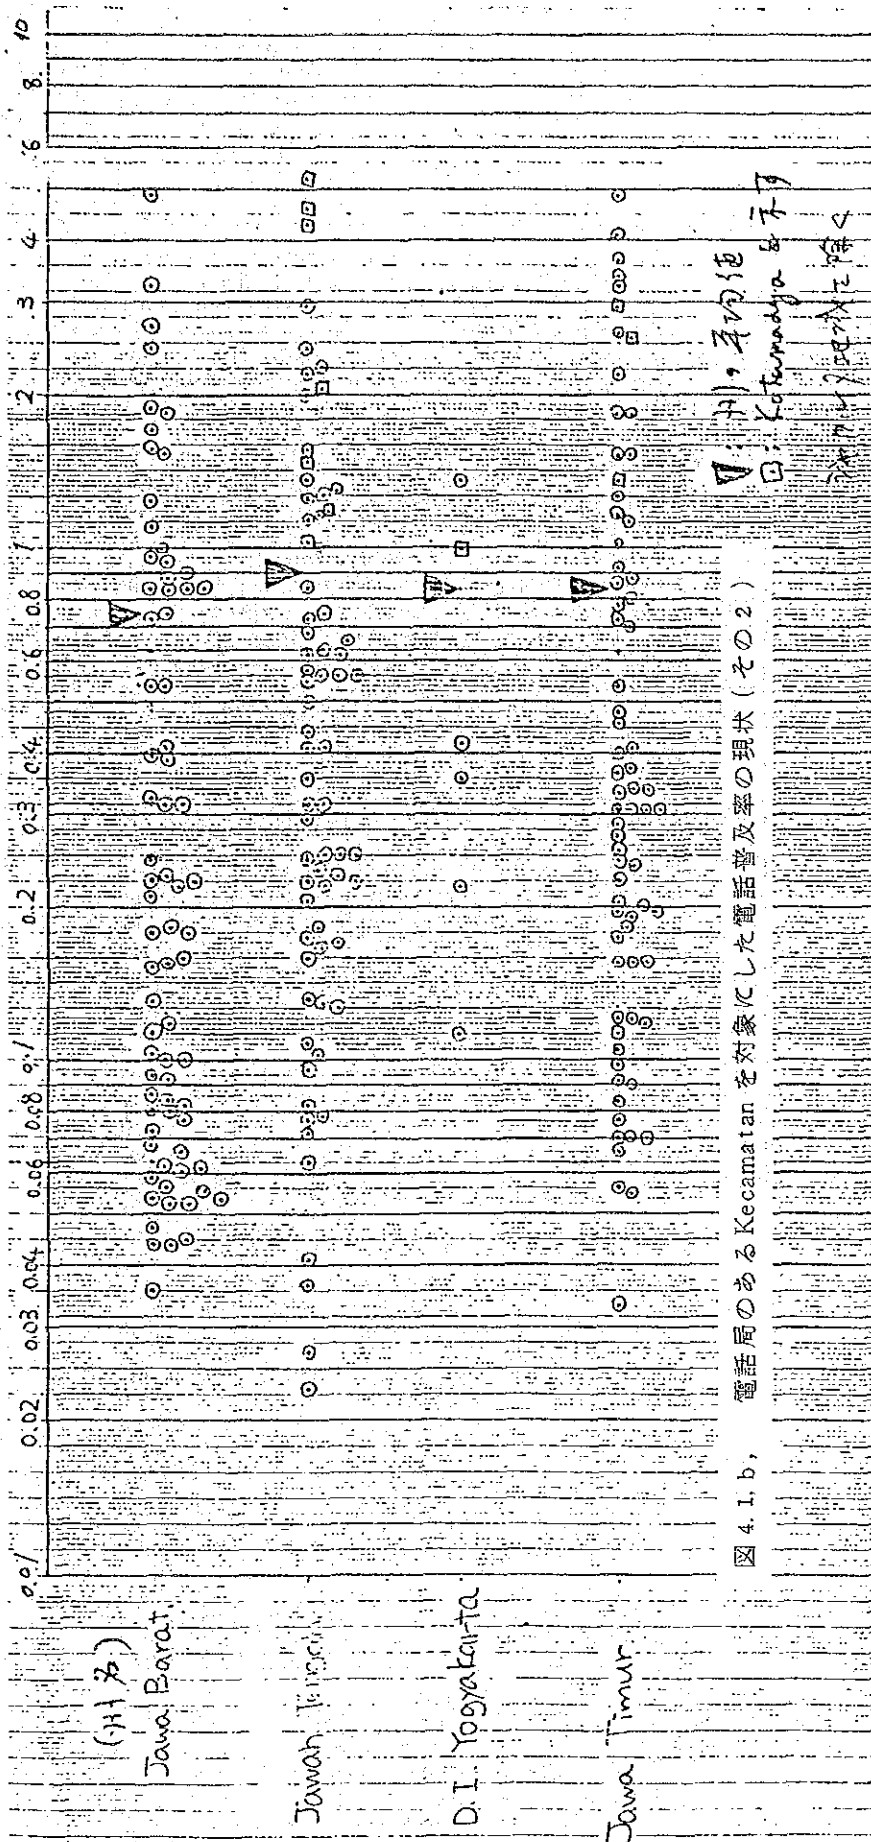 0.01 0.02 0.03 0.04 0.06 0.08 0.1 0.2 0.3 0.4 0.6 0.8 1 2 3 4 6 8 10
(州名)
Jawa Barat
Jawah
D.I. Yogyakarta
Jawa Timur
図 4.1.b, 電話局のある Kecamatan を対象にした電話普及率の現状 (その2)
: 州の平均値
: Kotamadya を示す